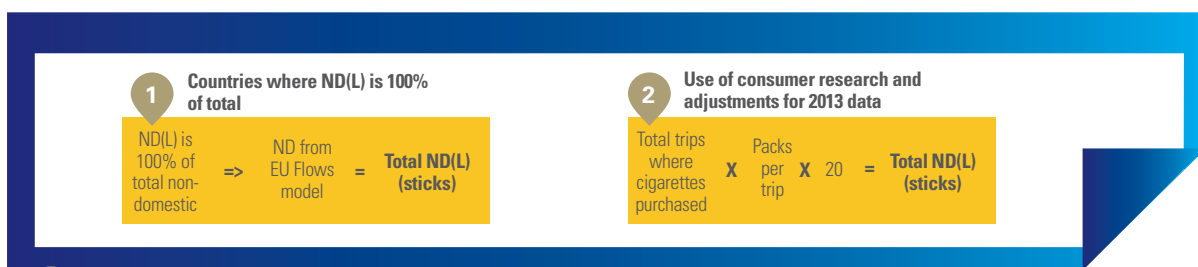 1
Countries where ND(L) is 100%
of total
ND(L) is
100% of
total non-
domestic
=>
ND from
EU Flows
model
=
Total ND(L)
(sticks)
2
Use of consumer research and
adjustments for 2013 data
Total trips
where
cigarettes
purchased
X
Packs
per
trip
X
20
=
Total ND(L)
(sticks)